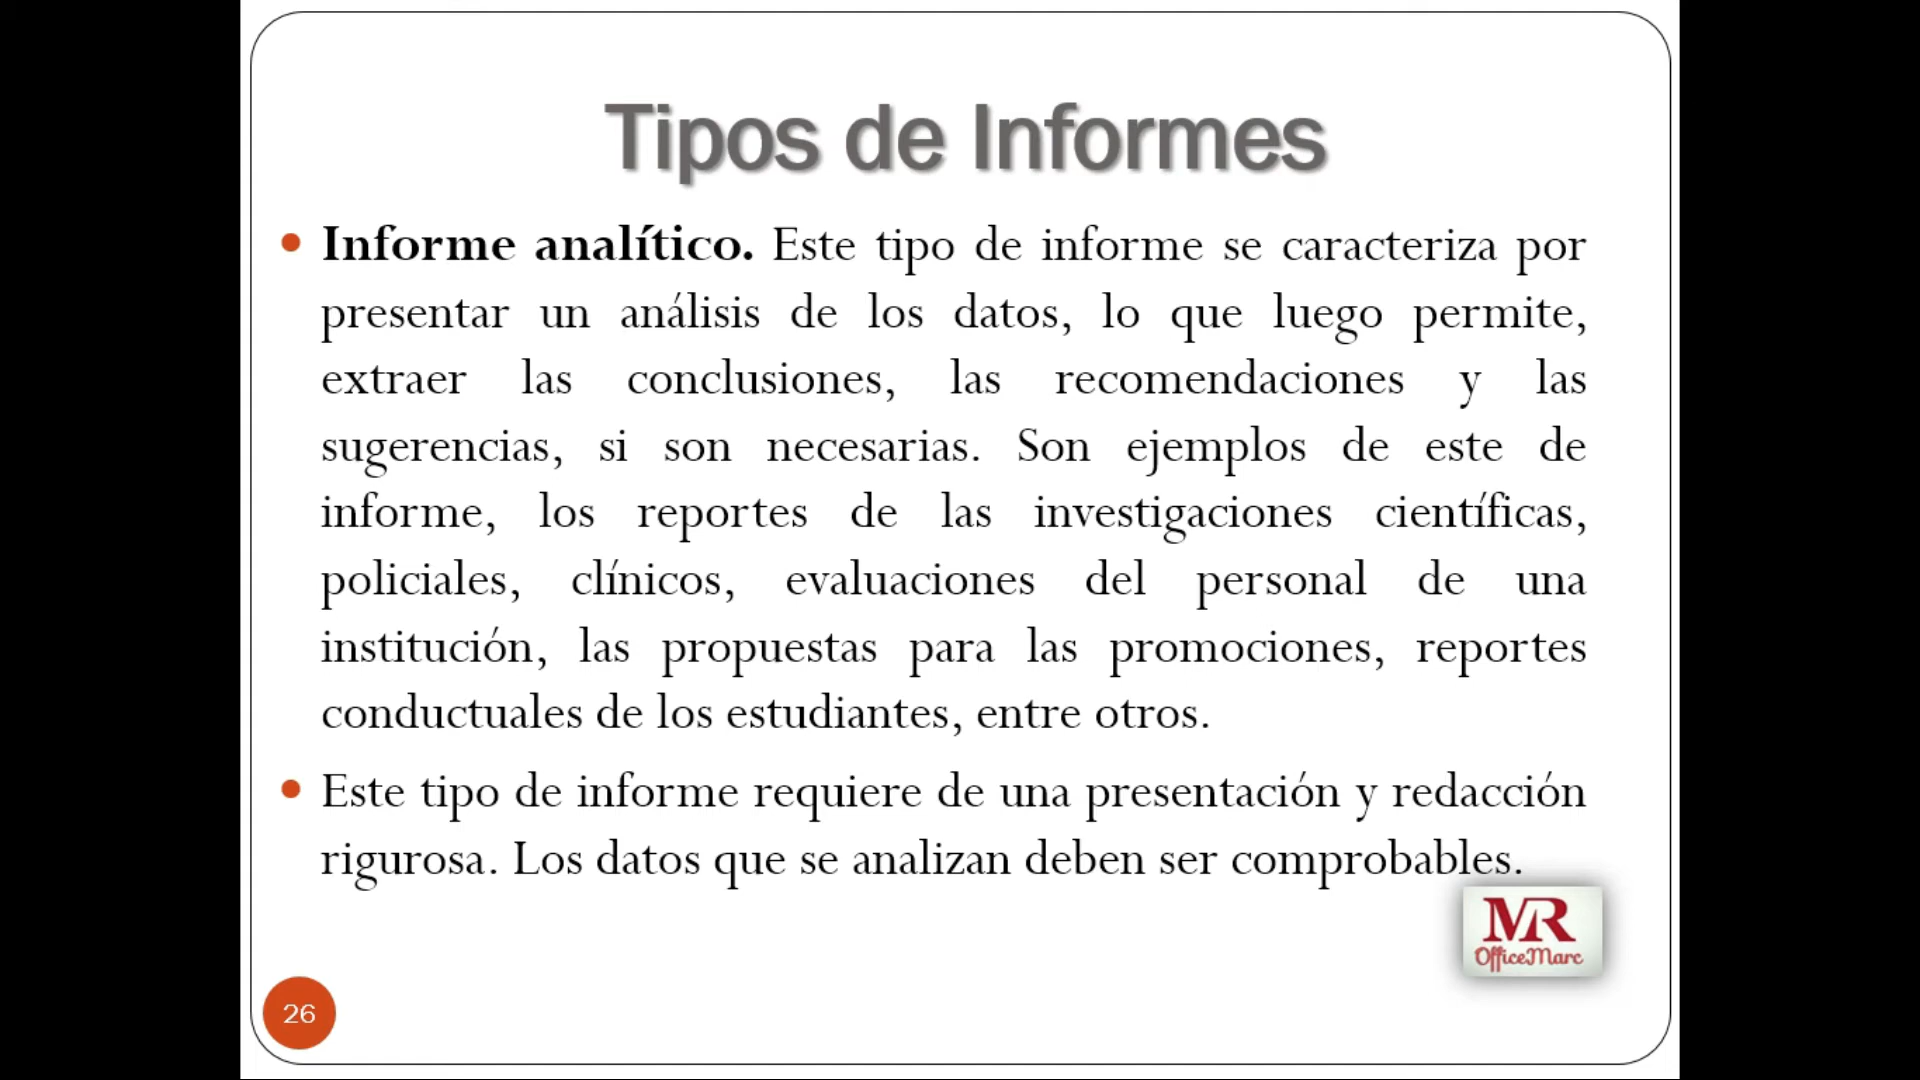 Tipos de Informes
• Informe analítico. Este tipo de informe se caracteriza por
presentar un análisis de los datos, lo que luego permite,
extraer las conclusiones, las recomendaciones y las
sugerencias, si son necesarias. Son ejemplos de este de
informe, los reportes de las investigaciones científicas,
policiales, clínicos, evaluaciones del personal de una
institución, las propuestas para las promociones, reportes
conductuales de los estudiantes, entre otros.
• Este tipo de informe requiere de una presentación y redacción
rigurosa. Los datos que se analizan deben ser comprobables.
MR
OfficeMarc
26